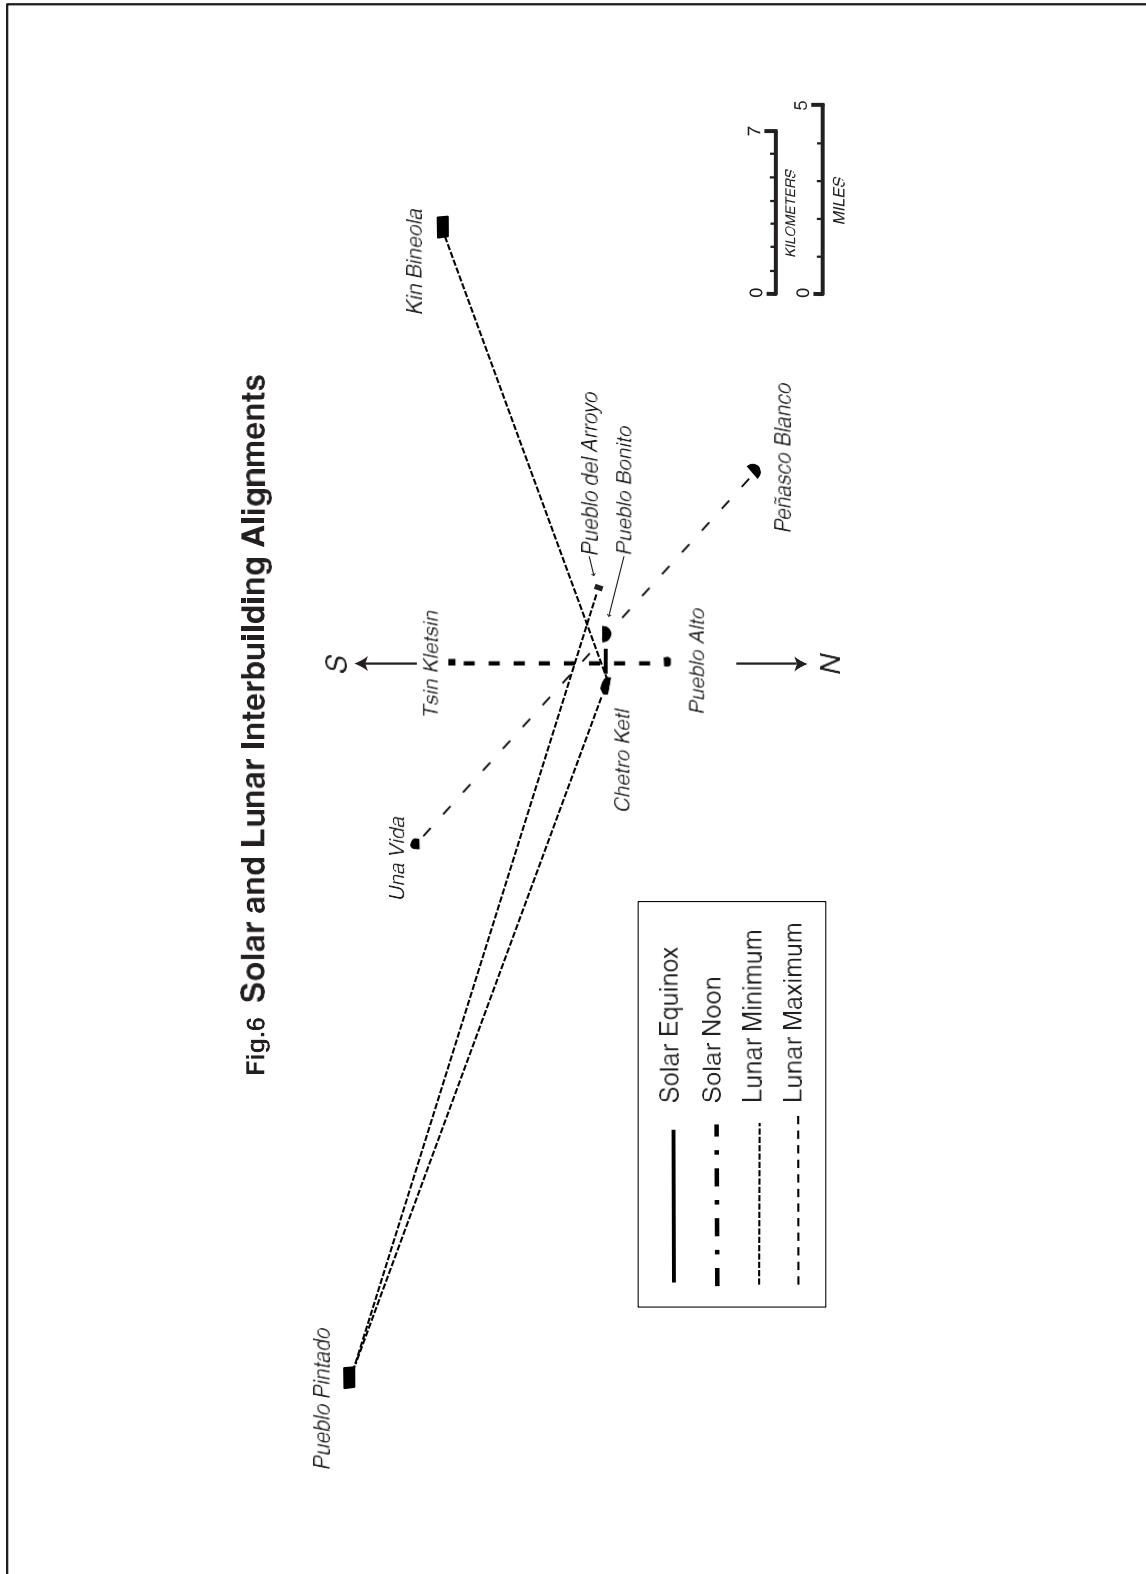 Fig.6 Solar and Lunar Interbuilding Alignments
Pueblo Pintado
Una Vida
S
Tsin Kletsin
Kin Bineola
Pueblo del Arroyo
Pueblo Bonito
Chetro Ketl
Pueblo Alto
N
Peñasco Blanco
Solar Equinox
Solar Noon
Lunar Minimum
Lunar Maximum
0 7
KILOMETERS
0 5
MILES